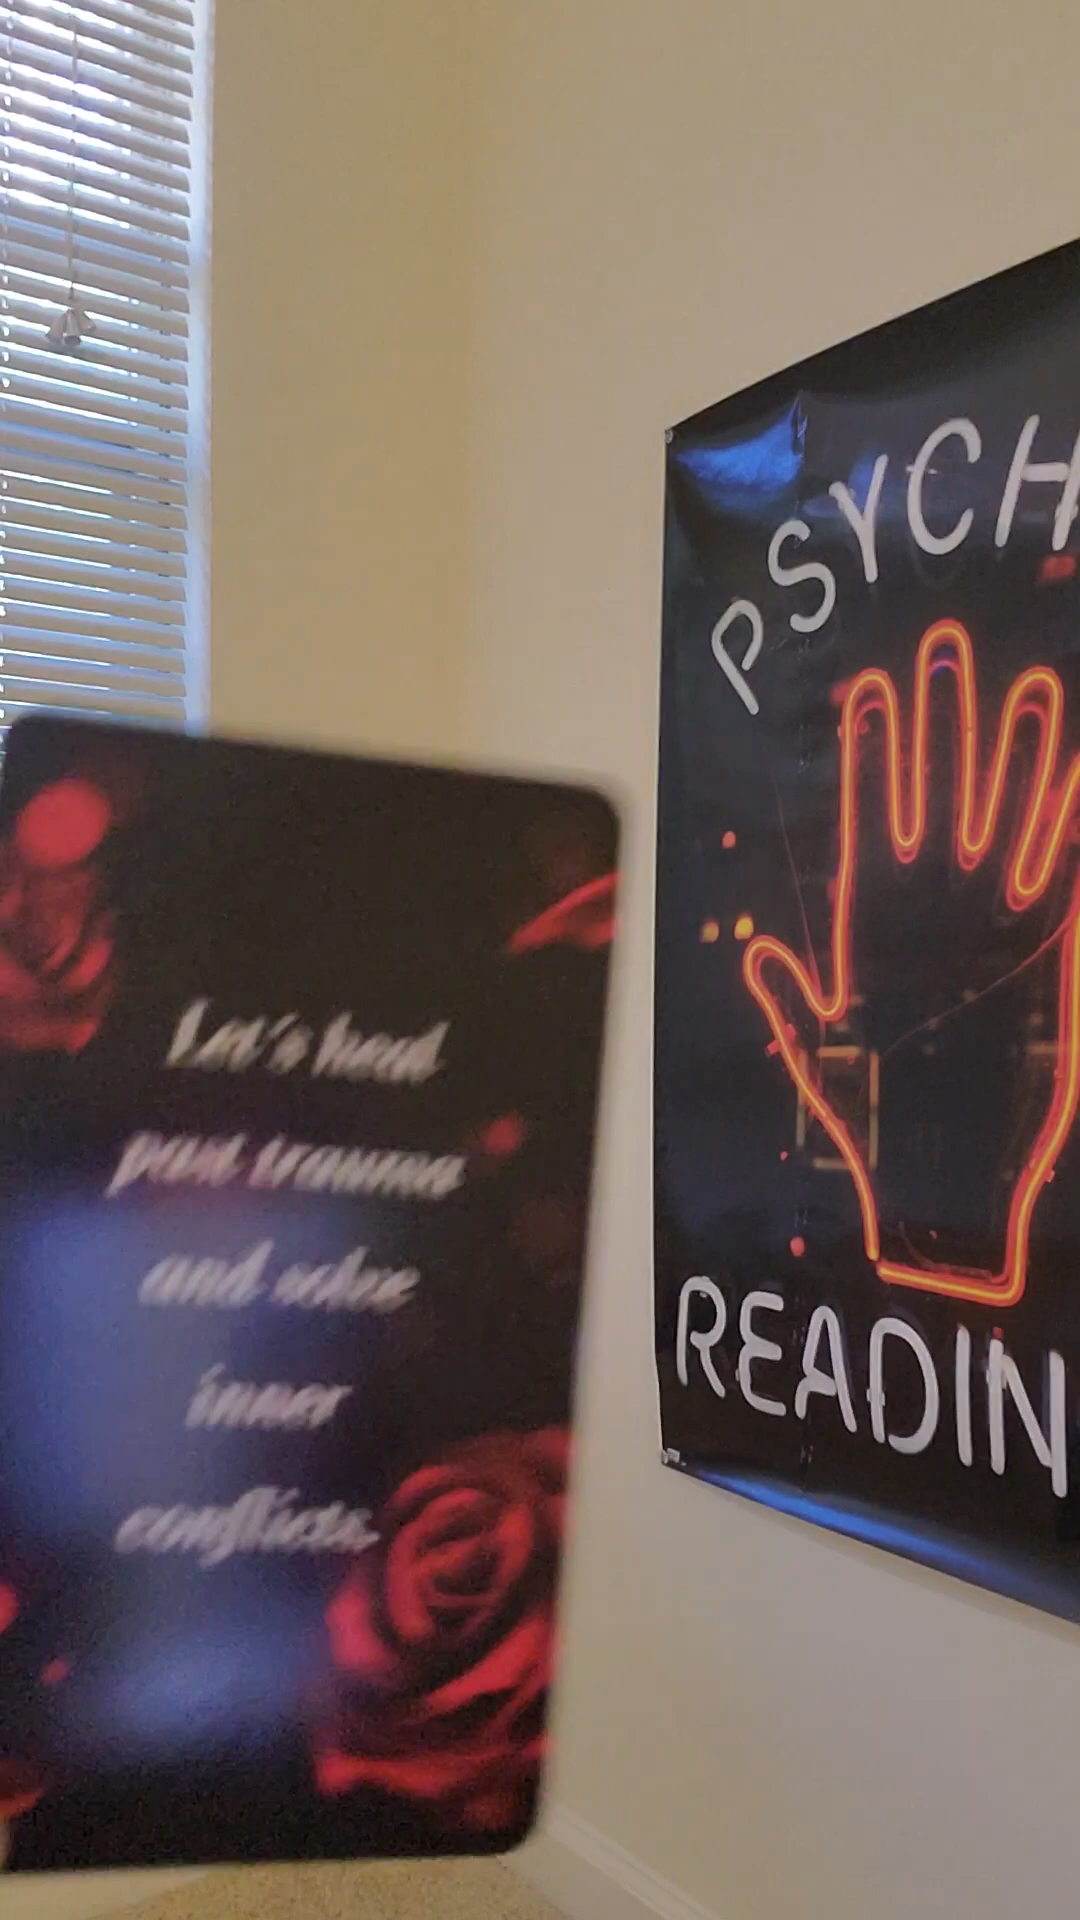 PSYCH
READIN
Let's heal
past trauma
and solve
inner
conflicts.